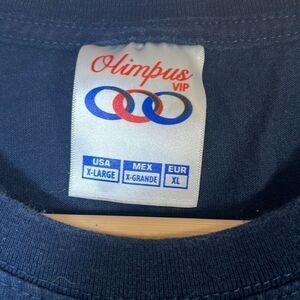 Olimpus
VIP
USA MEX EUR
X-LARGE X-GRANDE XL